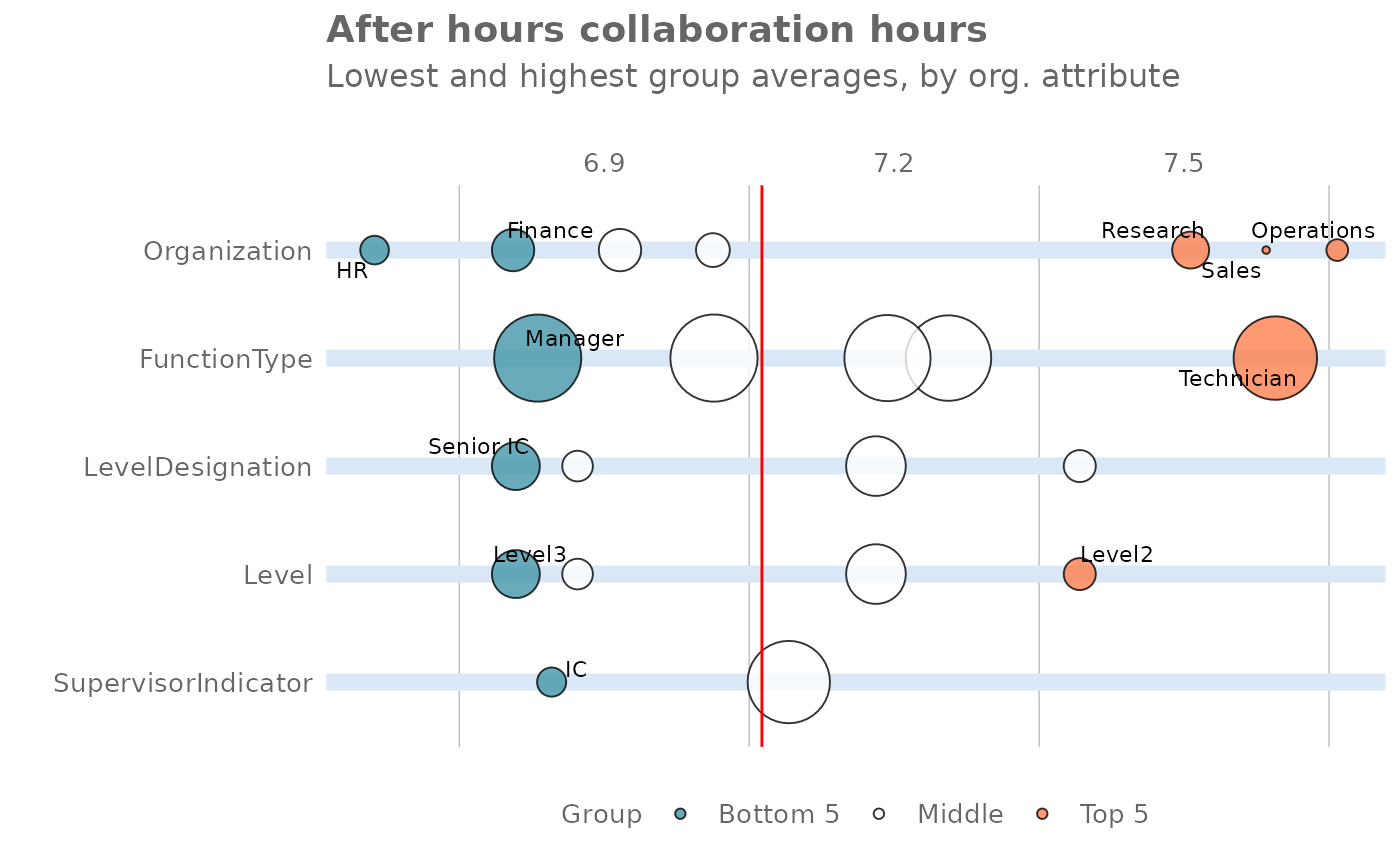 After hours collaboration hours
Lowest and highest group averages, by org. attribute
6.9 7.2 7.5
Organization
HR
Finance
Research
Sales
Operations
FunctionType
Manager
Technician
LevelDesignation
Senior IC
Level
Level3
Level2
SupervisorIndicator
IC
Group Bottom 5 Middle Top 5